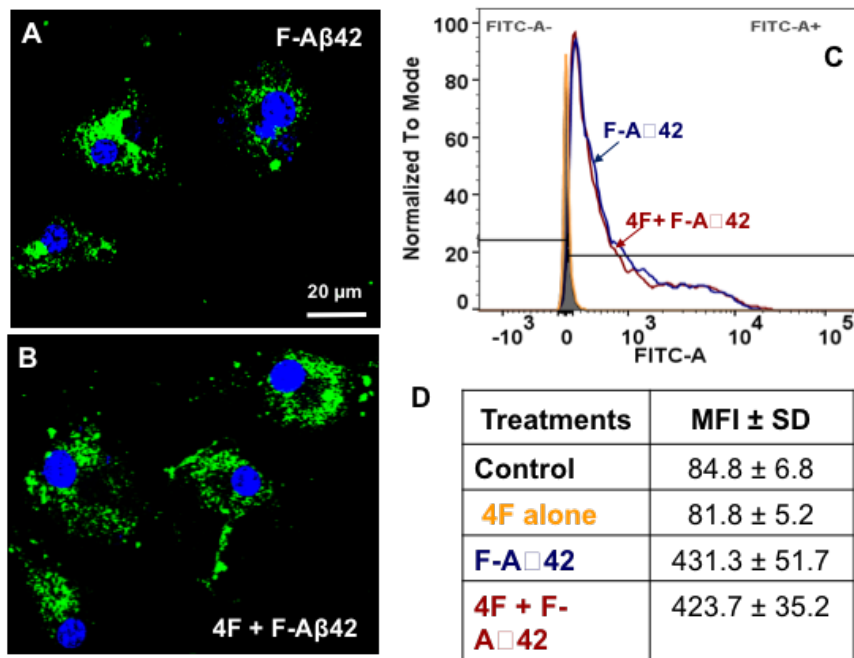 A
F-Aβ42
20 µm
B
4F + F-Aβ42
C
FITC-A-
FITC-A+
Normalized To Mode
100
80
60
40
20
0
F-A□42
4F+ F-A□42
-10³ 0 10³ 10⁴ 10⁵
FITC-A
D
Treatments MFI ± SD
Control 84.8 ± 6.8
4F alone 81.8 ± 5.2
F-A□42 431.3 ± 51.7
4F + F- 423.7 ± 35.2
A□42